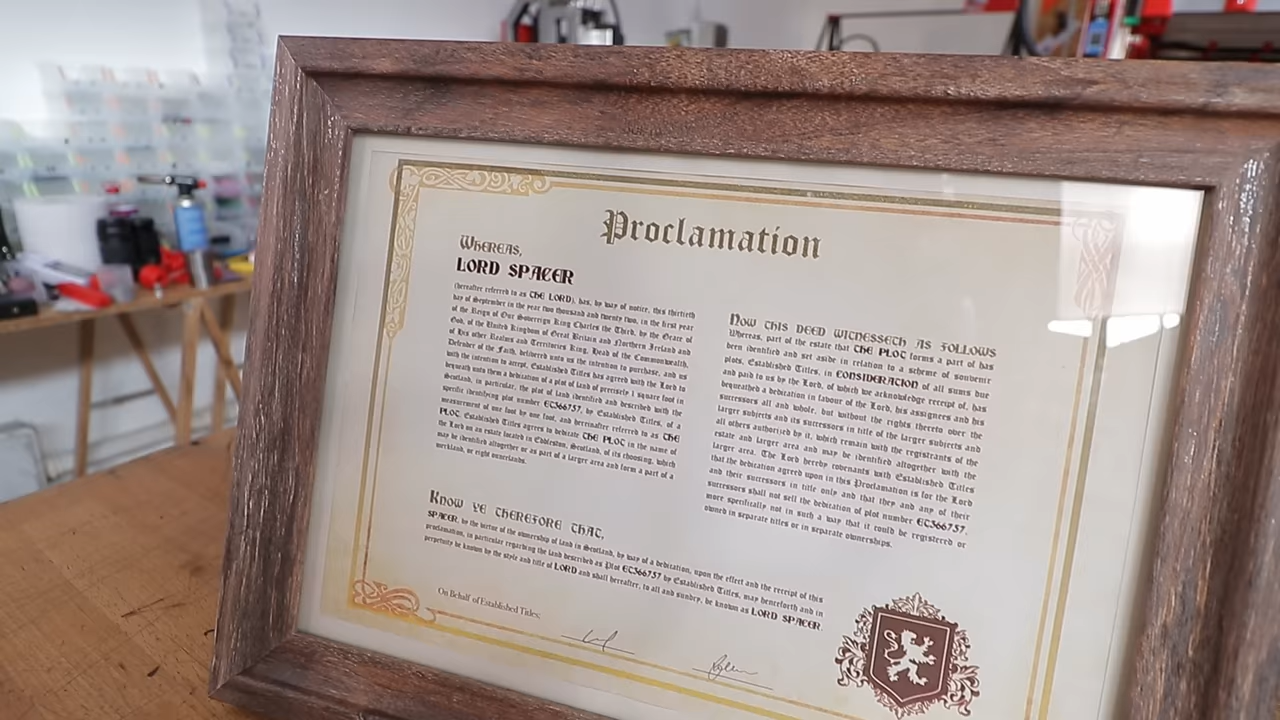 Proclamation
Whereas,
LORD SPACER
(hereafter referred to as THE LORD), has, by way of notice, this thirtieth
day of September in the year two thousand and twenty two, in the first year
of the Reign of Our Sovereign King Charles the Third, by the Grace of
God, of the United Kingdom of Great Britain and Northern Ireland and
of His other Realms and Territories King, Head of the Commonwealth,
Defender of the Faith, delivered unto us the intention to purchase, and us
with the intention to accept, Established Titles has agreed with the Lord to
bequeath unto them a dedication of a plot of land of precisely 1 square foot in
Scotland, in particular, the plot of land identified and described with the
specific identifying plot number EC366757, by Established Titles, of a
measurement of one foot by one foot, and hereinafter referred to as THE
PLOT. Established Titles agrees to dedicate THE PLOT in the name of
the Lord on an estate located in Eddleston, Scotland, of its choosing, which
may be identified altogether or as part of a larger area and form a part of a
merkland, or eight ouncelands.
Now this deed witnesseth as follows
Whereas, part of the estate that THE PLOT forms a part of has
been identified and set aside in relation to a scheme of souvenir
plots, Established Titles, in CONSIDERATION of all sums due
and paid to us by the Lord, of which we acknowledge receipt of, has
bequeathed a dedication in favour of the Lord, his assignees and his
successors all and whole, but without the rights thereto over the
larger subjects and its successors in title of the larger subjects and
all others authorized by it, which remain with the registrants of the
estate and larger area and may be identified altogether with the
larger area. The Lord hereby covenants with Established Titles
that the dedication agreed upon in this Proclamation is for the Lord
and their successors in title only and that they and any of their
successors shall not sell the dedication of plot number EC366757,
more specifically not in such a way that it could be registered or
owned in separate titles or in separate ownerships.
Know ye therefore that,
SPACER, by the virtue of the ownership of land in Scotland, by way of a dedication, upon the effect and the receipt of this
proclamation, in particular regarding the land described as Plot EC366757 by Established Titles, may henceforth and in
perpetuity be known by the style and title of LORD and shall hereafter, to all and sundry, be known as LORD SPACER.
On Behalf of Established Titles: